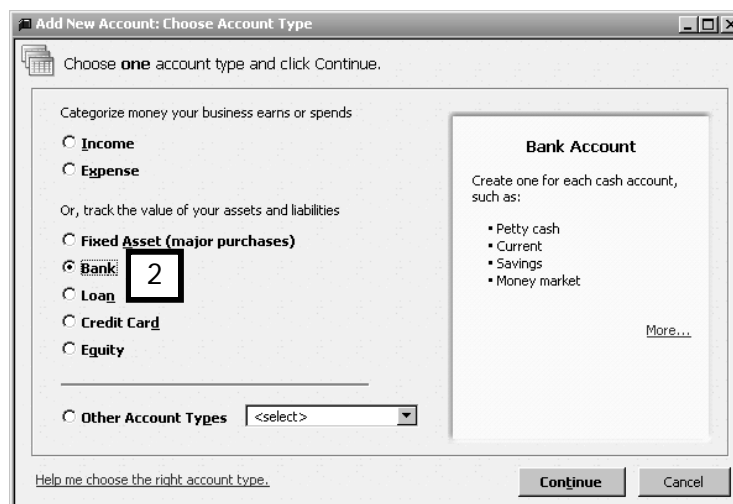 Add New Account: Choose Account Type
Choose one account type and click Continue.
Categorize money your business earns or spends
Income
Expense
Or, track the value of your assets and liabilities
Fixed Asset (major purchases)
Bank
2
Loan
Credit Card
Equity
Other Account Types <select>
Bank Account
Create one for each cash account,
such as:
▪ Petty cash
▪ Current
▪ Savings
▪ Money market
More...
Help me choose the right account type.
Continue
Cancel